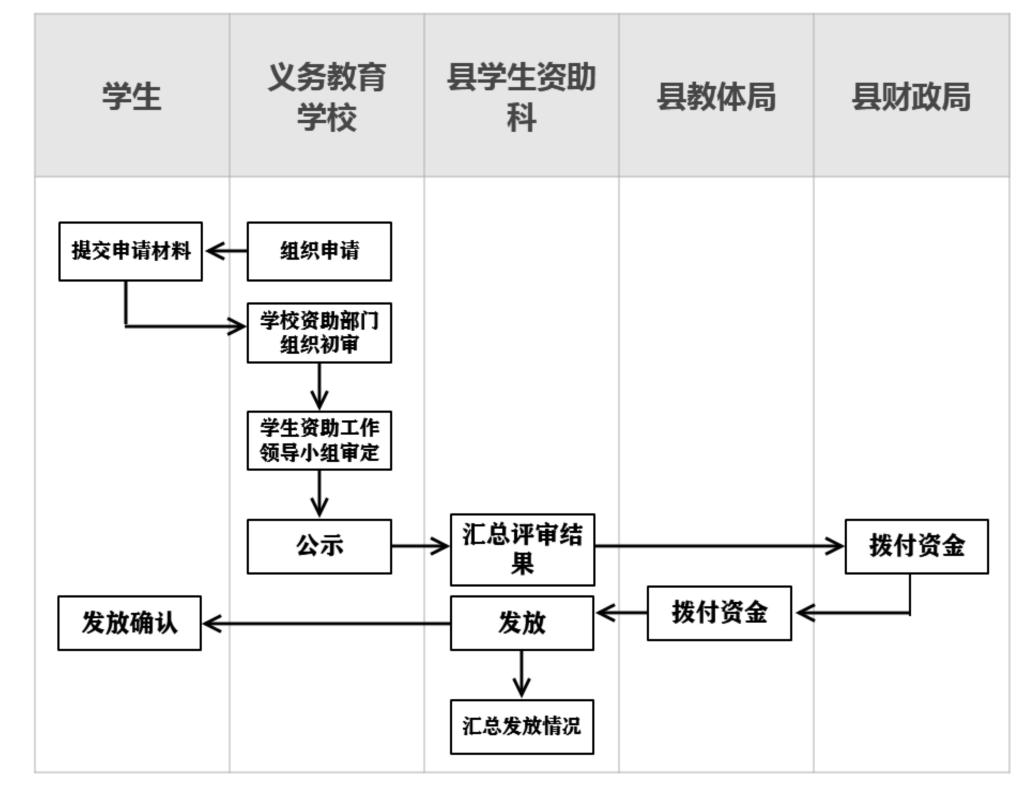 学生
义务教育
学校
县学生资助
科
县教体局
县财政局
提交申请材料
组织申请
学校资助部门
组织初审
学生资助工作
领导小组审定
公示
汇总评审结
果
拨付资金
发放确认
发放
拨付资金
汇总发放情况